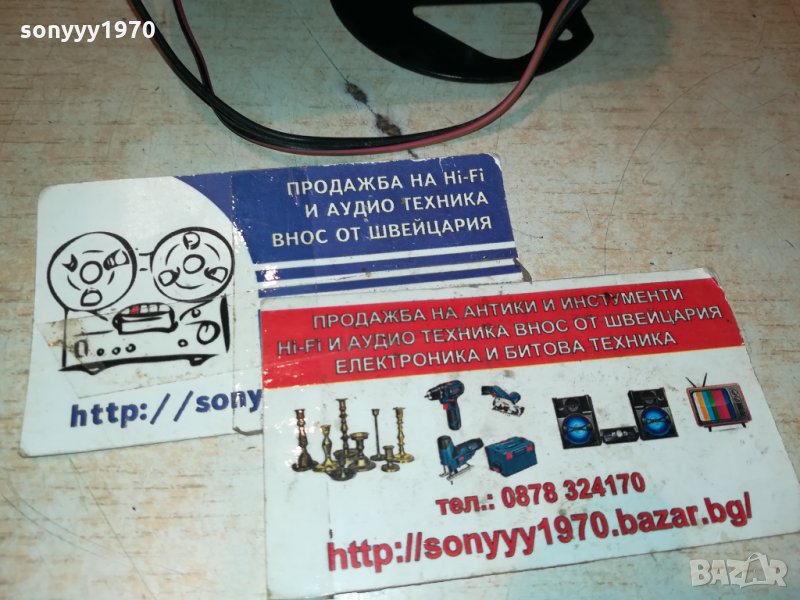 sonyyy1970
ПРОДАЖБА НА Hi-Fi
И АУДИО ТЕХНИКА
ВНОС ОТ ШВЕЙЦАРИЯ
http://sony
ПРОДАЖБА НА АНТИКИ И ИНСТУМЕНТИ
Hi-Fi И АУДИО ТЕХНИКА ВНОС ОТ ШВЕЙЦАРИЯ
ЕЛЕКТРОНИКА И БИТОВА ТЕХНИКА
тел.: 0878 324170
http://sonyyy1970.bazar.bg/
BAZAR